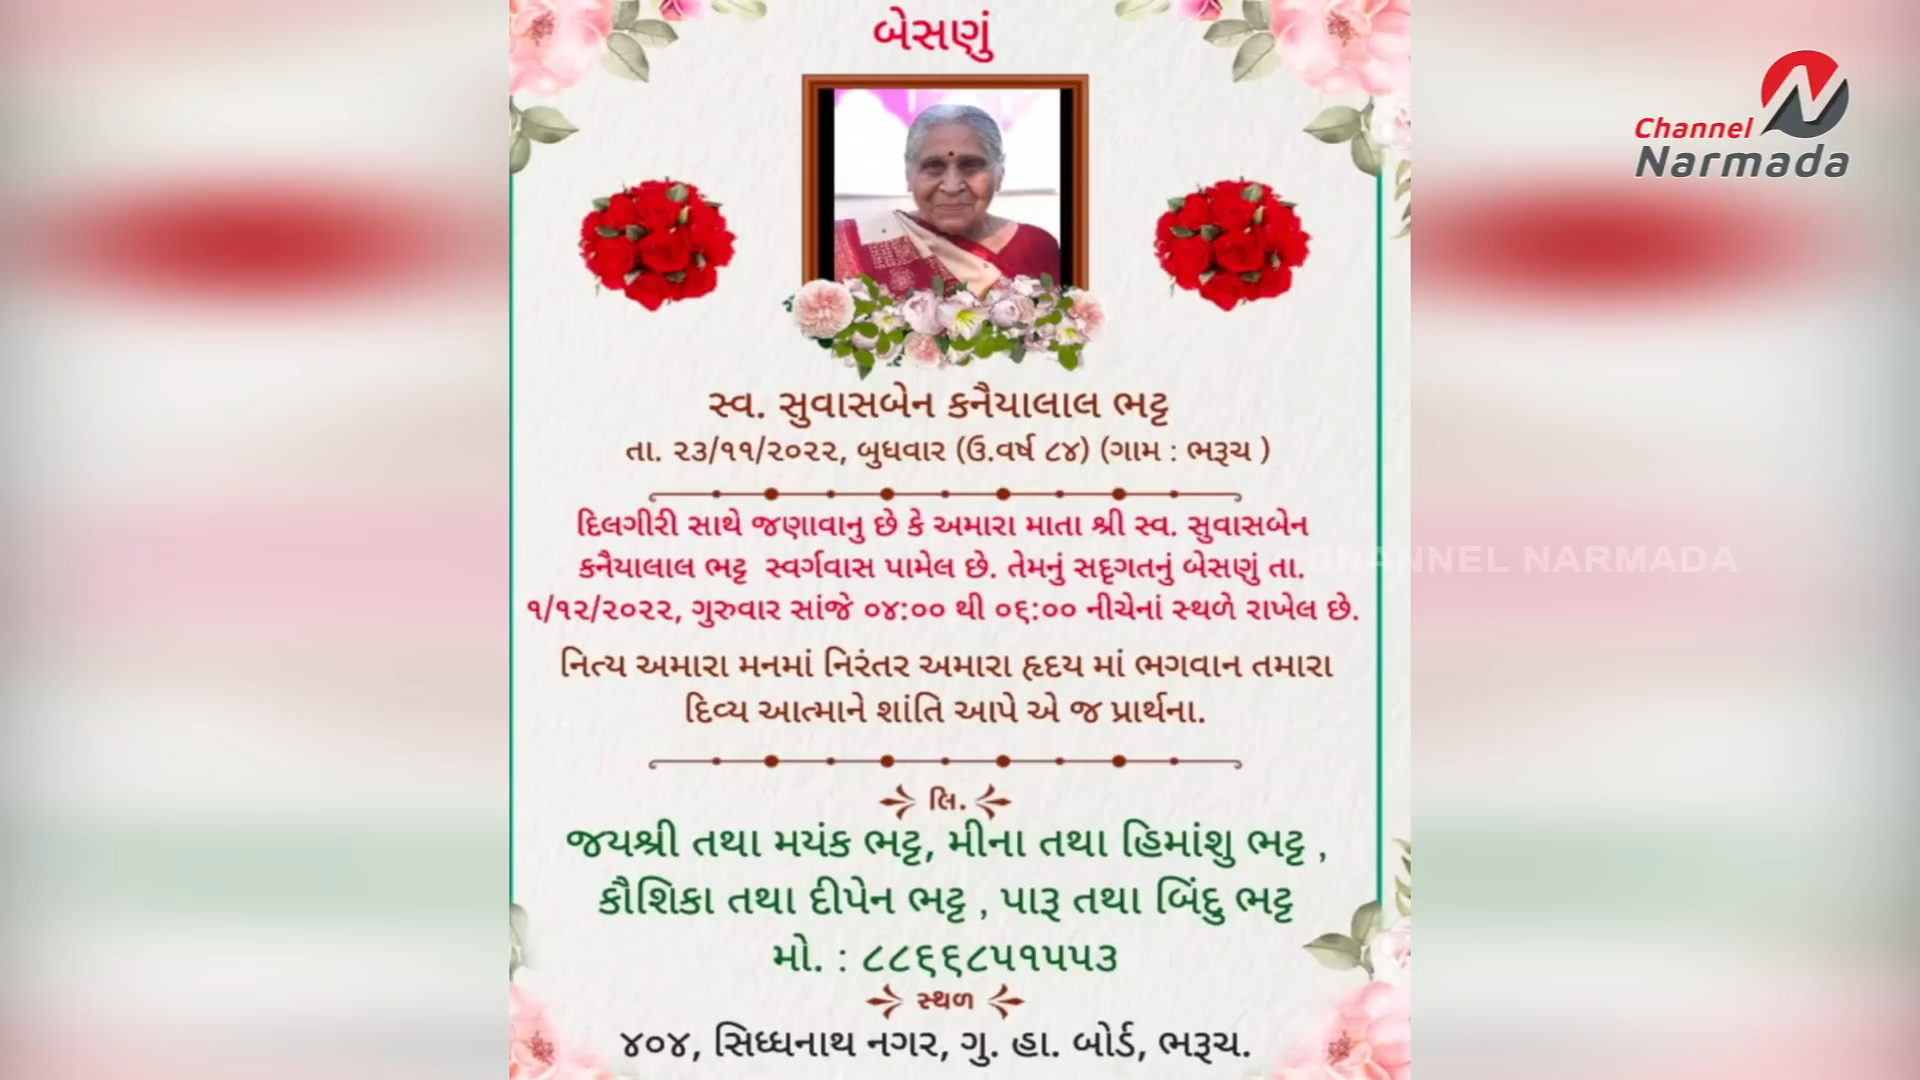 બેસણું
Channel
Narmada
સ્વ. સુવાસબેન કનૈયાલાલ ભટ્ટ
તા. ૨૩/૧૧/૨૦૨૨, બુધવાર (ઉ.વર્ષ ૮૪) (ગામ : ભરૂચ )
દિલગીરી સાથે જણાવાનુ છે કે અમારા માતા શ્રી સ્વ. સુવાસબેન
કનૈયાલાલ ભટ્ટ સ્વર્ગવાસ પામેલ છે. તેમનું સદ્દગતનું બેસણું તા.
CHANNEL NARMADA
૧/૧૨/૨૦૨૨, ગુરુવાર સાંજે ૦૪:૦૦ થી ૦૬:૦૦ નીચેનાં સ્થળે રાખેલ છે.
નિત્ય અમારા મનમાં નિરંતર અમારા હૃદય માં ભગવાન તમારા
દિવ્ય આત્માને શાંતિ આપે એ જ પ્રાર્થના.
લિ.
જયશ્રી તથા મયંક ભટ્ટ, મીના તથા હિમાંશુ ભટ્ટ ,
કૌશિકા તથા દીપેન ભટ્ટ , પારૂ તથા બિંદુ ભટ્ટ
મો. : ૮૮૬૬૮૫૧૫૫૩
સ્થળ
૪૦૪, સિધ્ધનાથ નગર, ગુ. હા. બોર્ડ, ભરૂચ.